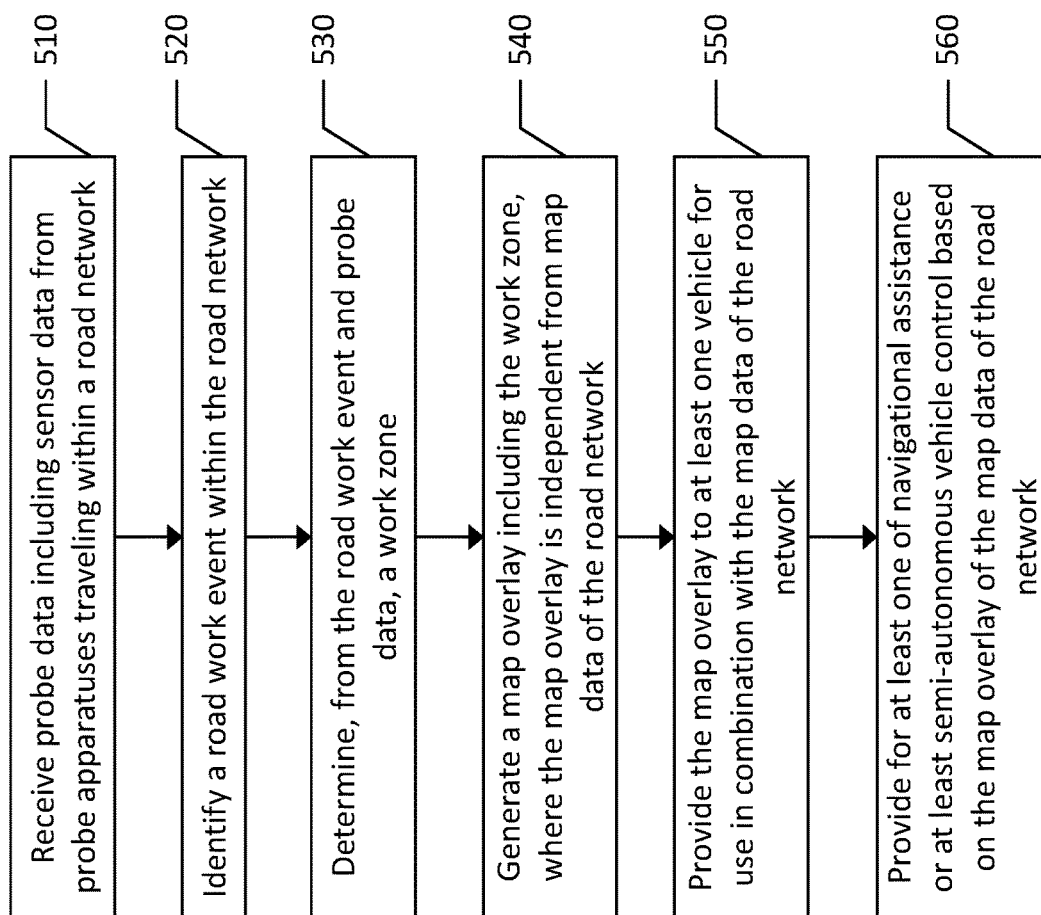 Receive probe data including sensor data from
probe apparatuses traveling within a road network
510
Identify a road work event within the road network
520
Determine, from the road work event and probe
data, a work zone
530
Generate a map overlay including the work zone,
where the map overlay is independent from map
data of the road network
540
Provide the map overlay to at least one vehicle for
use in combination with the map data of the road
network
550
Provide for at least one of navigational assistance
or at least semi-autonomous vehicle control based
on the map overlay of the map data of the road
network
560